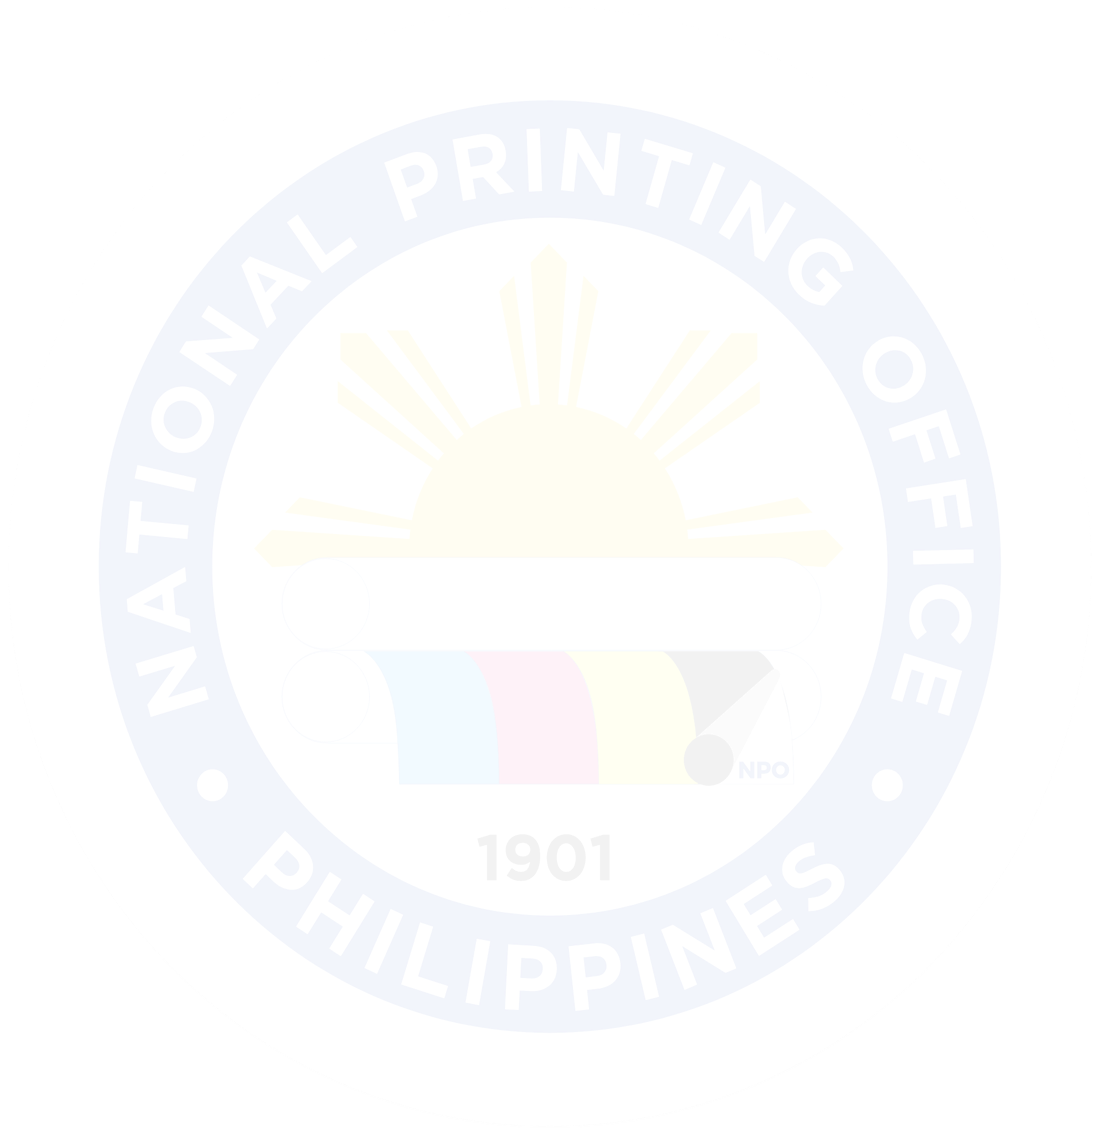 NATIONAL PRINTING OFFICE
NPO
1901
PHILIPPINES